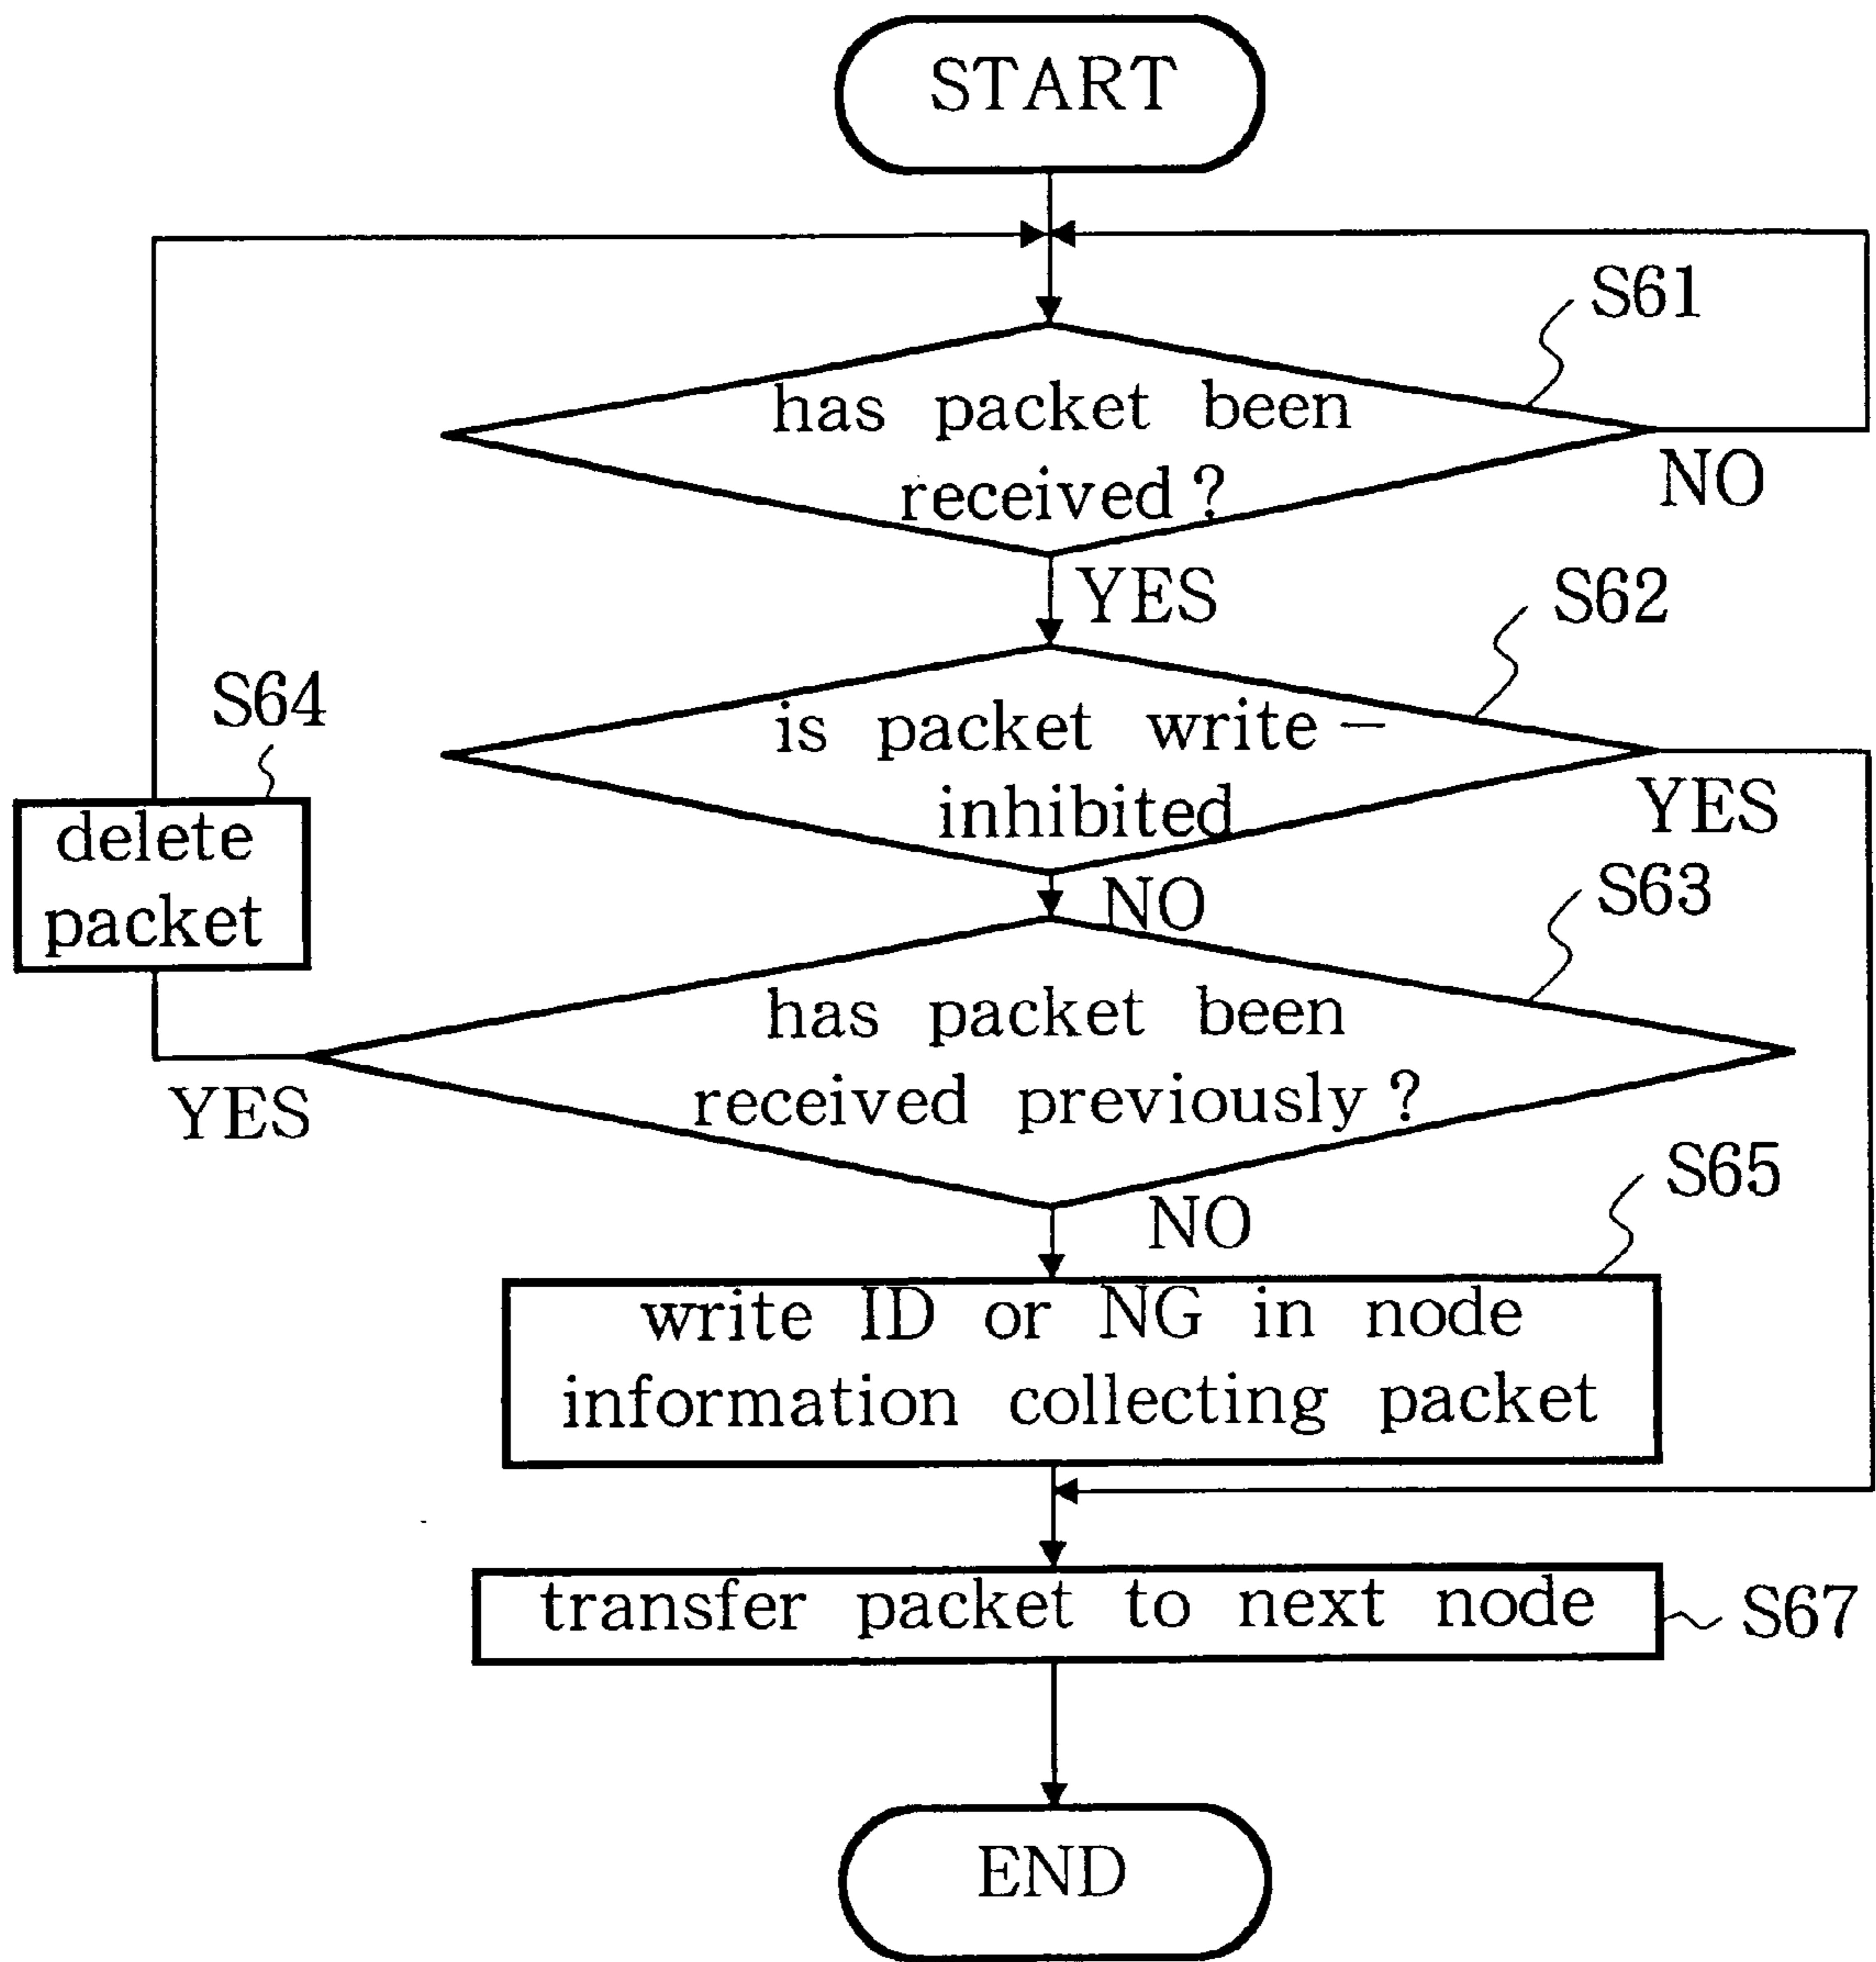 START
S61
has packet been
received?
NO
YES
S62
S64
is packet write-
inhibited
YES
delete
packet
NO
S63
has packet been
received previously?
YES
S65
NO
write ID or NG in node
information collecting packet
transfer packet to next node
S67
END